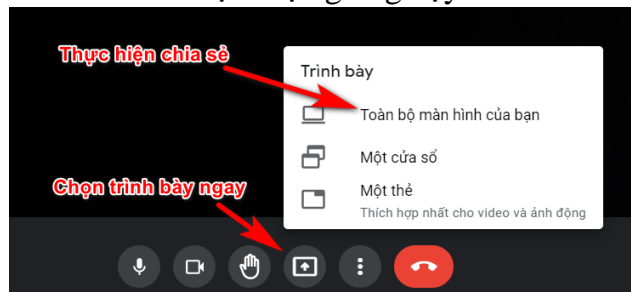 Thực hiện chia sẻ
Trình bày
Toàn bộ màn hình của bạn
Một cửa sổ
Chọn trình bày ngay
Một thẻ
Thích hợp nhất cho video và ảnh động